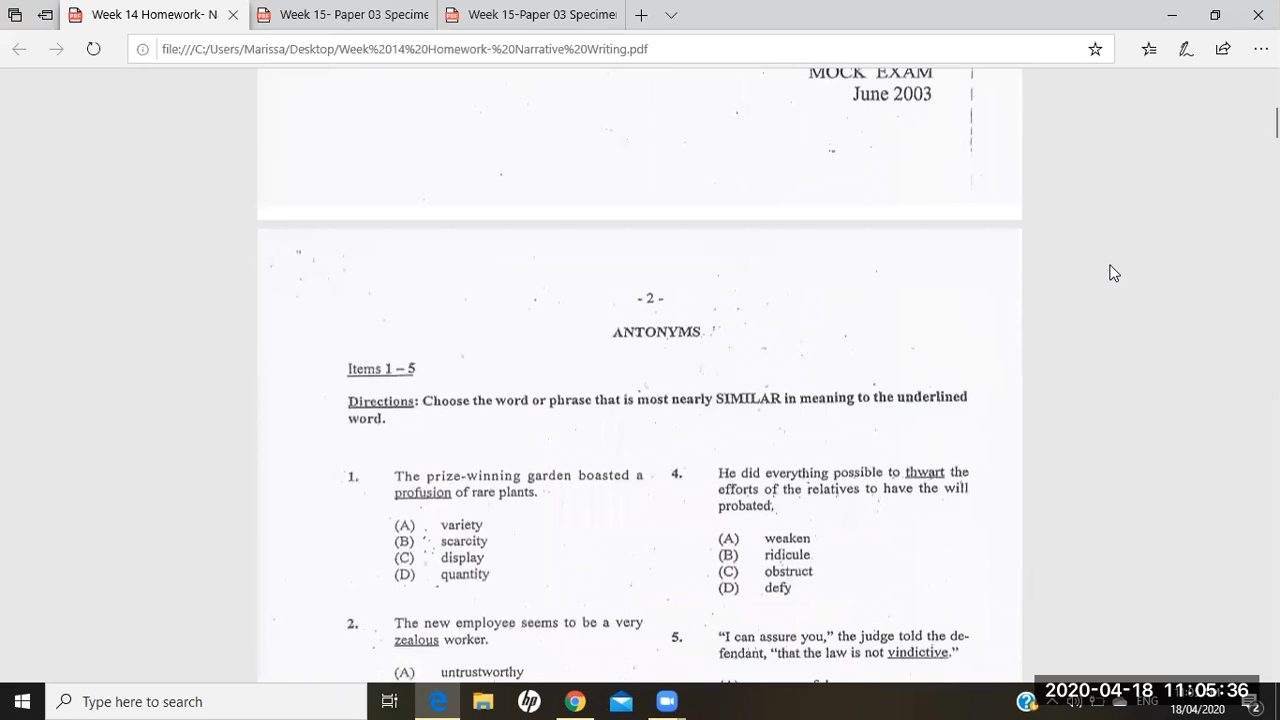 Week 14 Homework- N
Week 15- Paper 03 Specime
Week 15-Paper 03 Specimer
file:///C:/Users/Marissa/Desktop/Week%2014%20Homework-%20Narrative%20Writing.pdf
MOCK EXAM
June 2003
- 2 -
ANTONYMS
Items 1 – 5
Directions: Choose the word or phrase that is most nearly SIMILAR in meaning to the underlined
word.
1. The prize-winning garden boasted a
profusion of rare plants.
(A) variety
(B) scarcity
(C) display
(D) quantity
2. The new employee seems to be a very
zealous worker.
(A) untrustworthy
4. He did everything possible to thwart the
efforts of the relatives to have the will
probated,
(A) weaken
(B) ridicule
(C) obstruct
(D) defy
5. "I can assure you," the judge told the de-
fendant, "that the law is not vindictive."
Type here to search
ENG
2020-04-18 11:05:36
18/04/2020